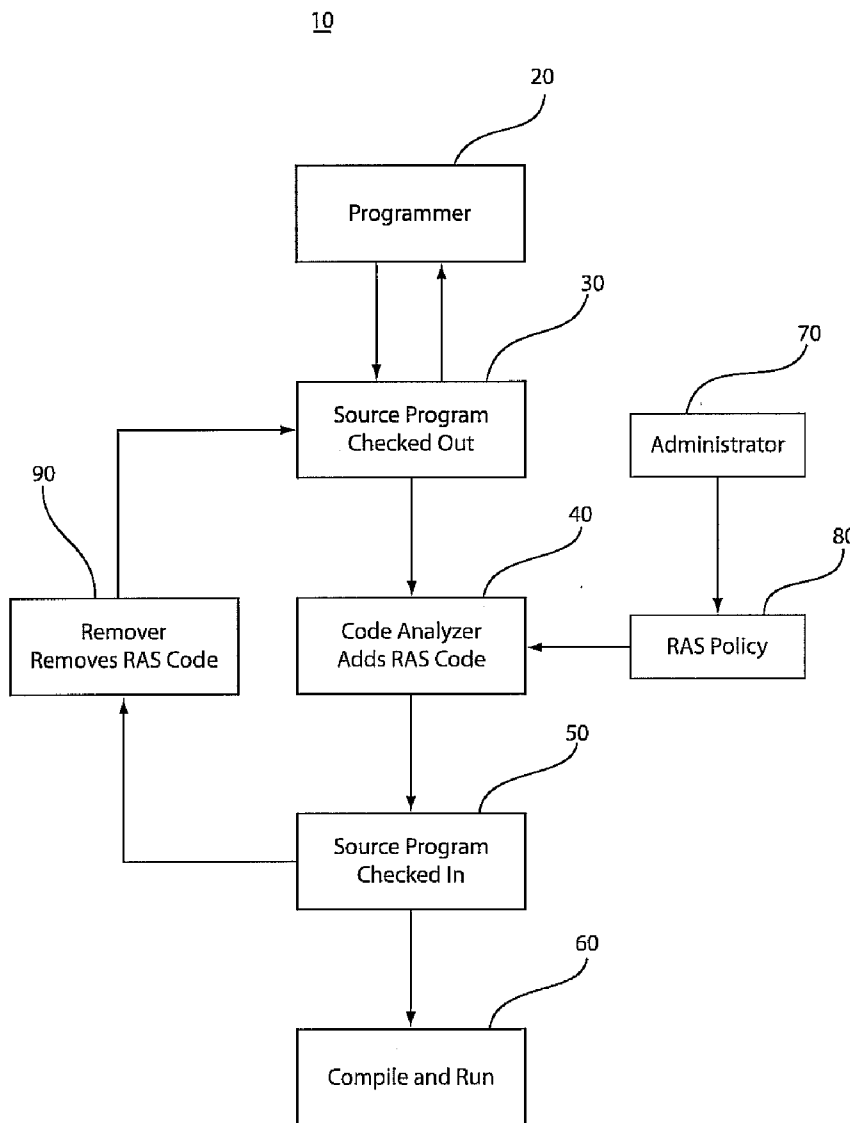 10
20
Programmer
30
Source Program
Checked Out
70
Administrator
90
40
80
Remover
Removes RAS Code
Code Analyzer
Adds RAS Code
RAS Policy
50
Source Program
Checked In
60
Compile and Run